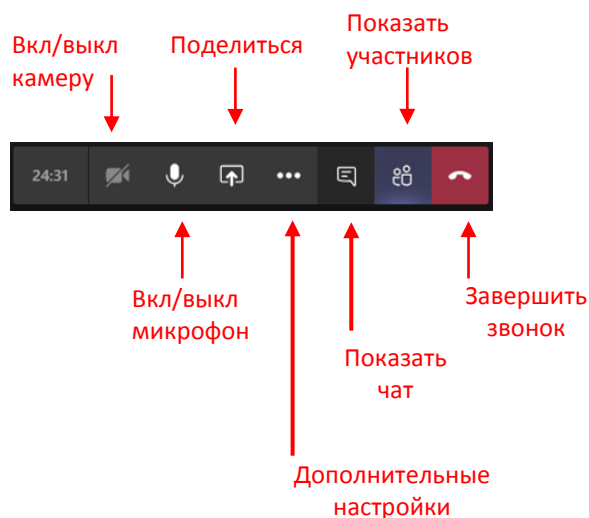 Показать
участников
Вкл/выкл
камеру
Поделиться
24:31
Вкл/выкл
микрофон
Завершить
звонок
Показать
чат
Дополнительные
настройки